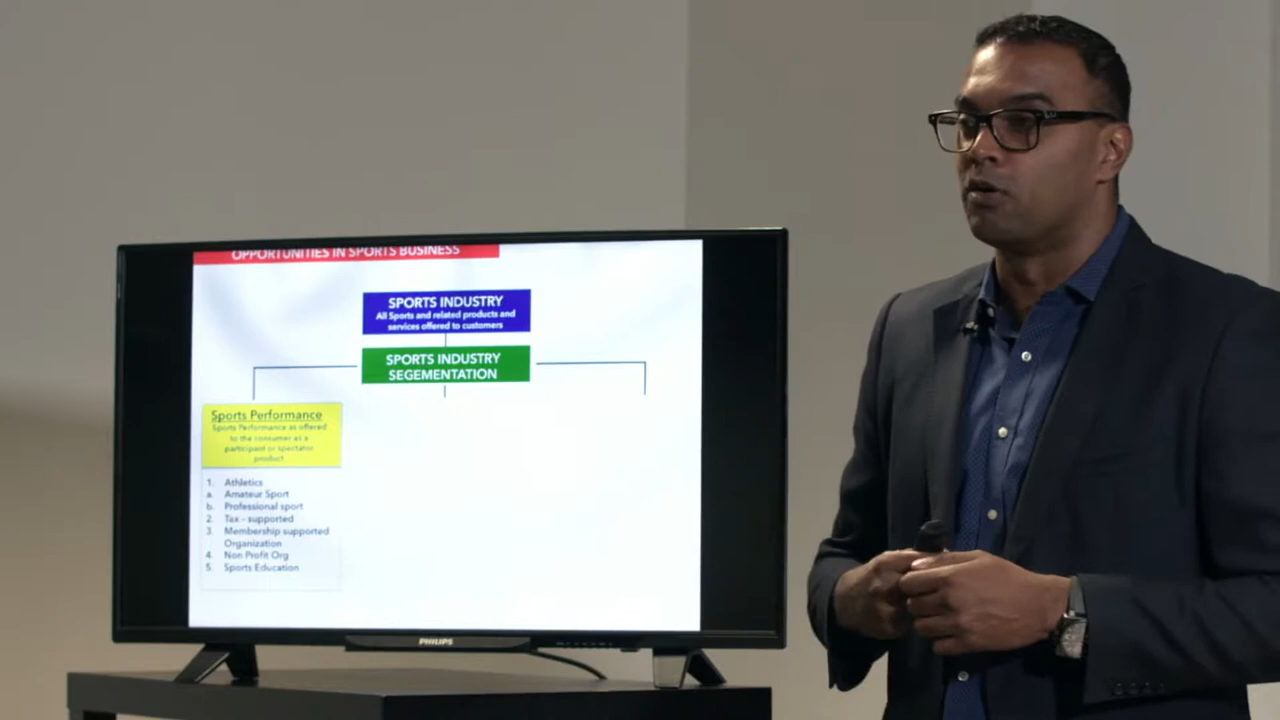 OPPORTUNITIES IN SPORTS BUSINESS
SPORTS INDUSTRY
All Sports and related products and
services offered to customers
SPORTS INDUSTRY
SEGEMENTATION
Sports Performance
Sports Performance as offered
to the consumer as a
participant or spectator
product
1. Athletics
a. Amateur Sport
b. Professional sport
2. Tax - supported
3. Membership supported
Organization
4. Non Profit Org
5. Sports Education
PHILIPS